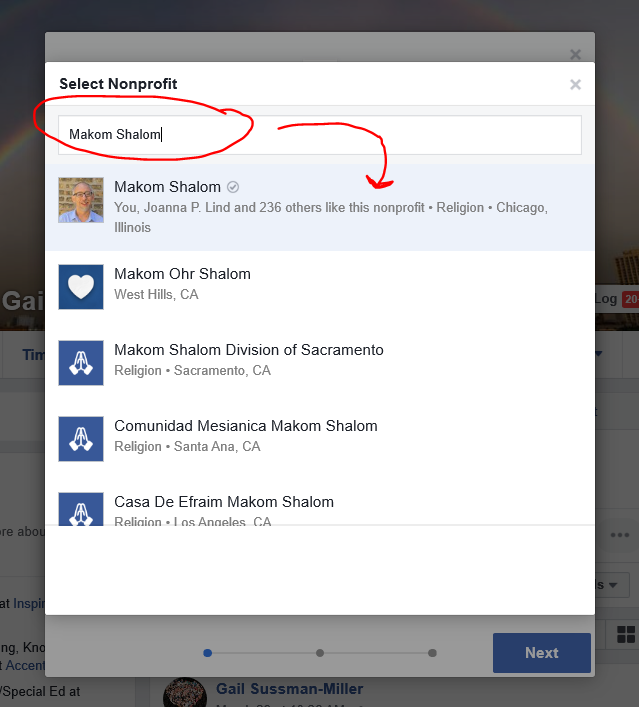 Select Nonprofit
Makom Shalom
Makom Shalom
You, Joanna P. Lind and 236 others like this nonprofit • Religion • Chicago,
Illinois
Gai
Log 20+
Makom Ohr Shalom
West Hills, CA
Tim
Makom Shalom Division of Sacramento
Religion • Sacramento, CA
Comunidad Mesianica Makom Shalom
Religion • Santa Ana, CA
Casa De Efraim Makom Shalom
Religion • Los Angeles, CA
ore abou
s
at Inspir
ng, Kno
t Accent
Next
/Special Ed at
Gail Sussman-Miller